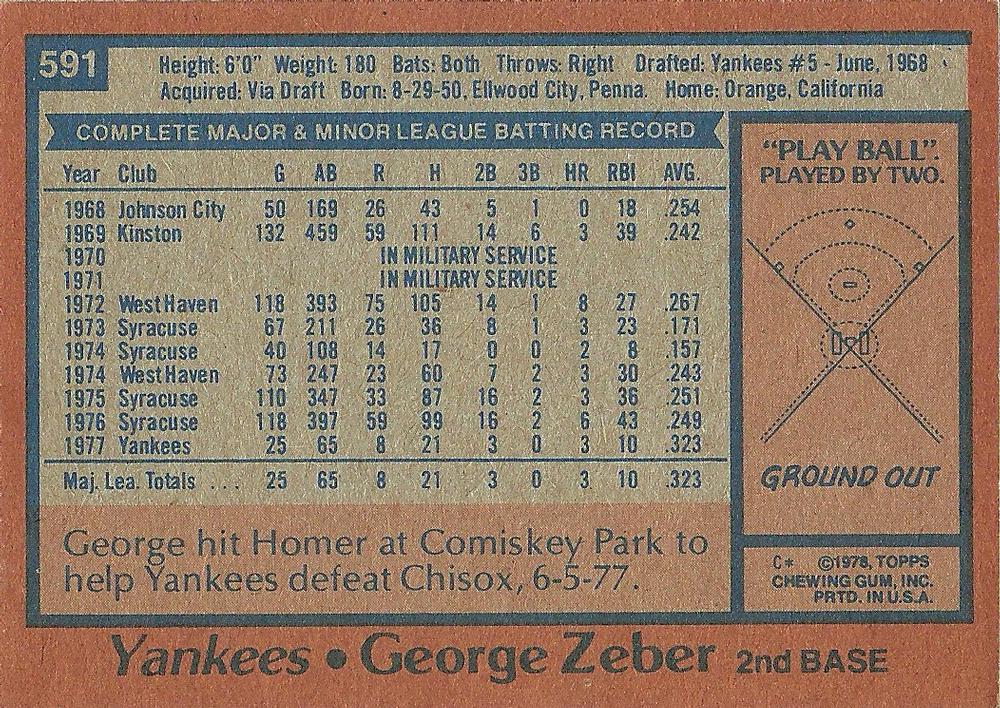 591
Height: 6'0" Weight: 180 Bats: Both Throws: Right Drafted: Yankees #5 - June, 1968
Acquired: Via Draft Born: 8-29-50, Ellwood City, Penna. Home: Orange, California
COMPLETE MAJOR & MINOR LEAGUE BATTING RECORD
Year Club G AB R H 2B 3B HR RBI AVG.
1968 Johnson City 50 169 26 43 5 1 0 18 .254
1969 Kinston 132 459 59 111 14 6 3 39 .242
1970 IN MILITARY SERVICE
1971 IN MILITARY SERVICE
1972 West Haven 118 393 75 105 14 1 8 27 .267
1973 Syracuse 67 211 26 36 8 1 3 23 .171
1974 Syracuse 40 108 14 17 0 0 2 8 .157
1974 West Haven 73 247 23 60 7 2 3 30 .243
1975 Syracuse 110 347 33 87 16 2 3 36 .251
1976 Syracuse 118 397 59 99 16 2 6 43 .249
1977 Yankees 25 65 8 21 3 0 3 10 .323
Maj. Lea. Totals ... 25 65 8 21 3 0 3 10 .323
George hit Homer at Comiskey Park to
help Yankees defeat Chisox, 6-5-77.
"PLAY BALL".
PLAYED BY TWO.
GROUND OUT
C* ©1978, TOPPS
CHEWING GUM, INC.
PRTD. IN U.S.A.
Yankees • George Zeber 2nd BASE